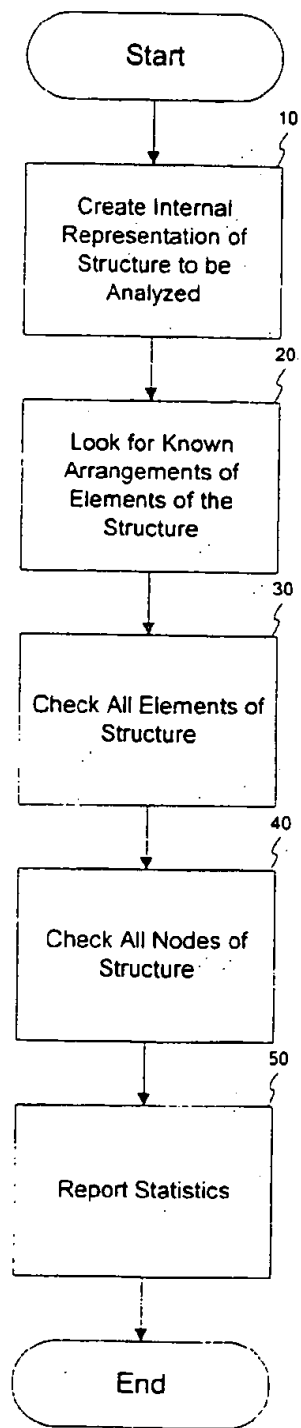 Start
10
Create Internal
Representation of
Structure to be
Analyzed
20
Look for Known
Arrangements of
Elements of the
Structure
30
Check All Elements of
Structure
40
Check All Nodes of
Structure
50
Report Statistics
End